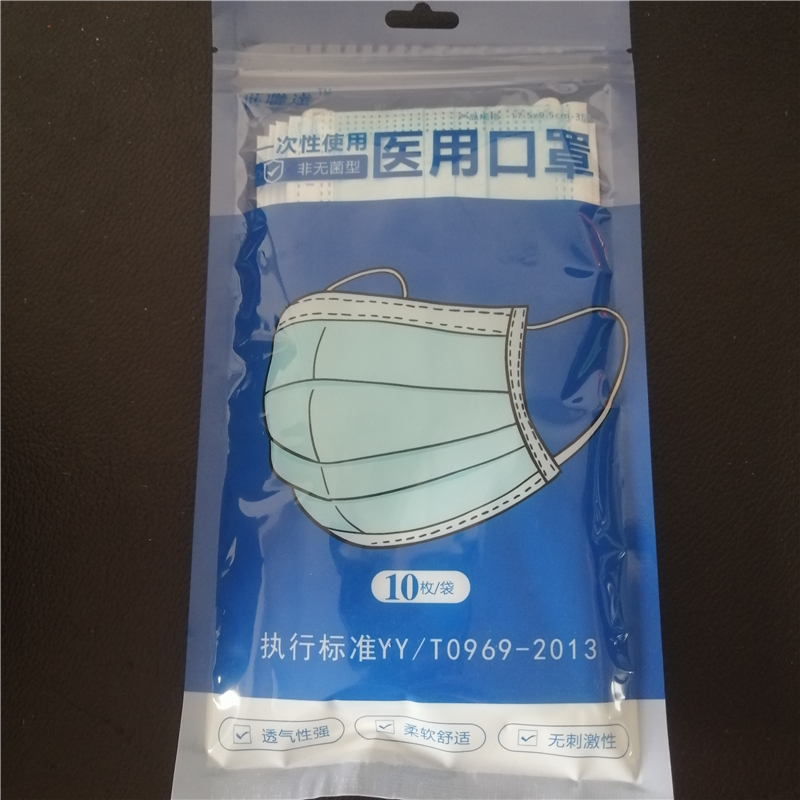 一次性使用
非无菌型
医用口罩
10枚/袋
执行标准YY/T0969-2013
透气性强
柔软舒适
无刺激性